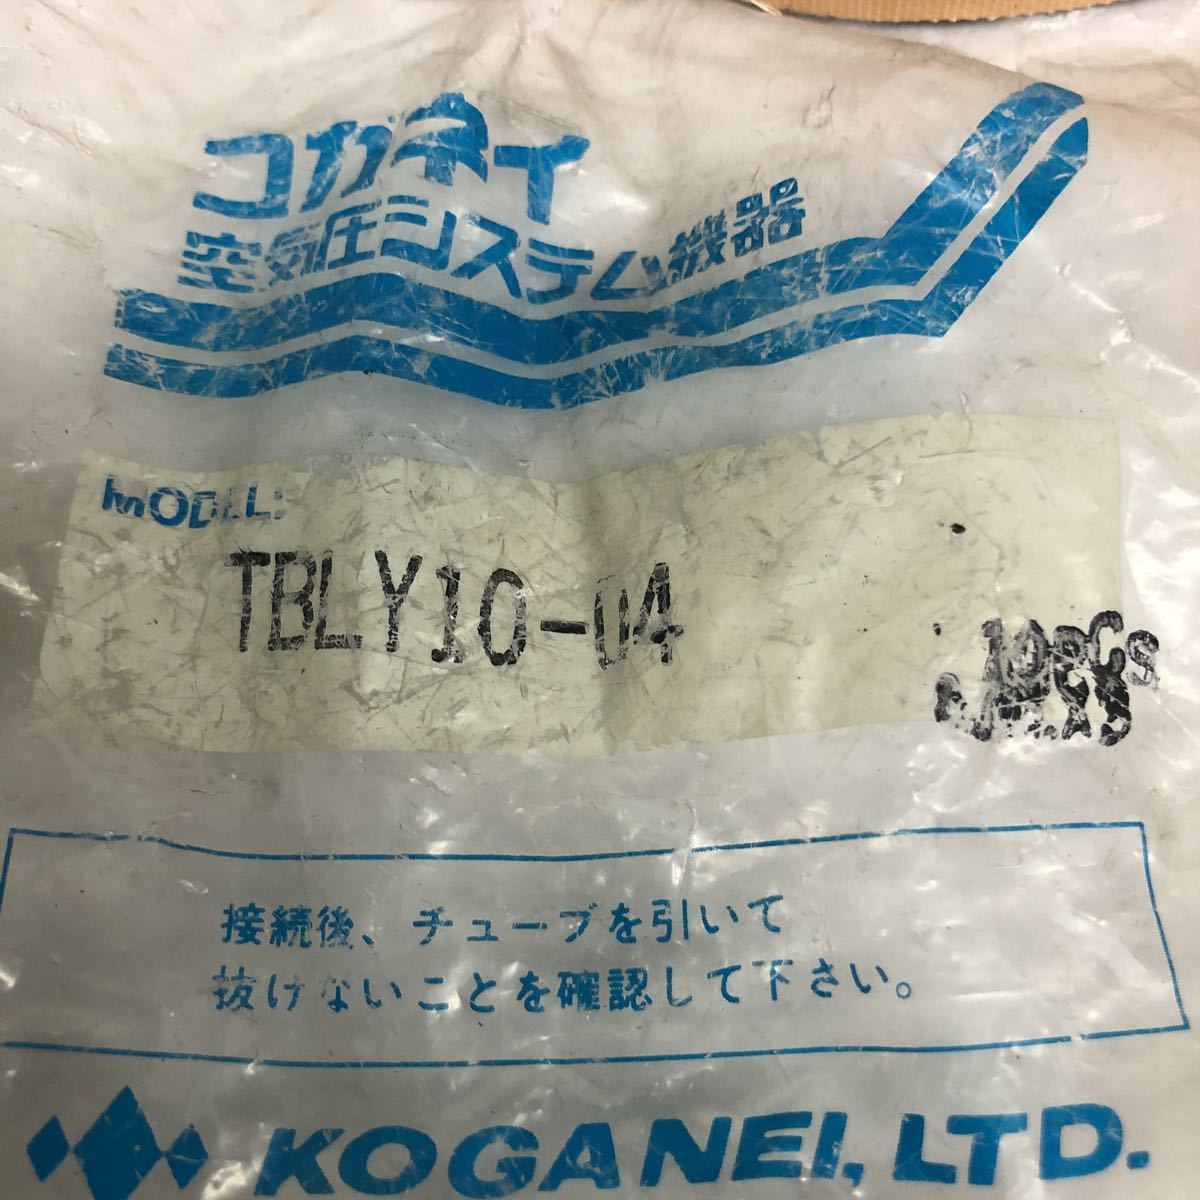 コガネイ
空気圧システム機器
MODEL:
TBLY10-04
10PCS
接続後、チューブを引いて
抜けないことを確認して下さい。
KOGANEI, LTD.